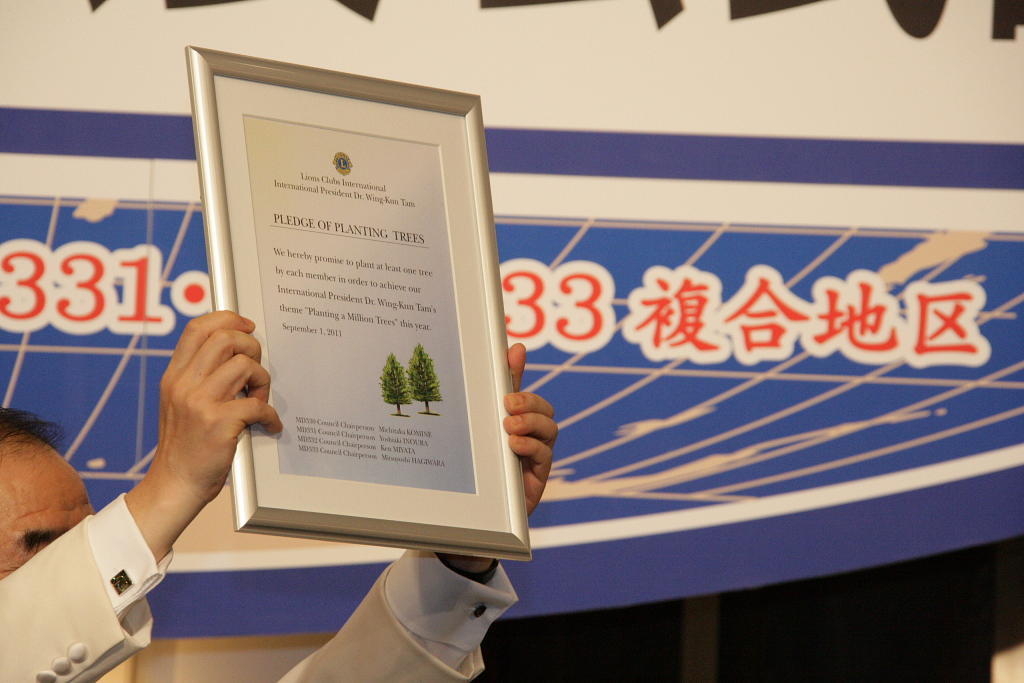 Lions Clubs International
International President Dr. Wing-Kun Tam
PLEDGE OF PLANTING TREES
We hereby promise to plant at least one tree
by each member in order to achieve our
International President Dr. Wing-Kun Tam's
theme "Planting a Million Trees" this year.
September 1, 2011
MD330 Council Chairperson Michitaka KOMINE
MD331 Council Chairperson Yoshiaki INOURA
MD332 Council Chairperson Ken MIYATA
MD333 Council Chairperson Mitsuyoshi HAGIWARA
331・
33 複合地区